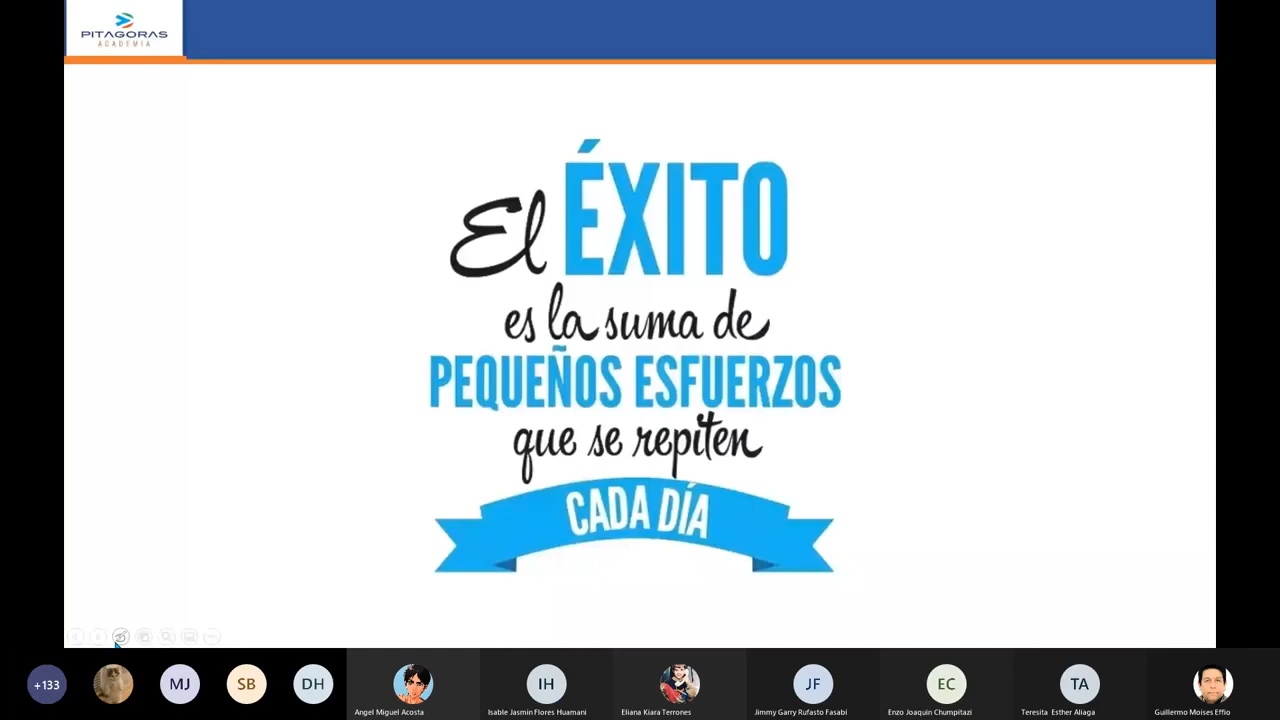 PITAGORAS
ACADEMIA
El ÉXITO
es la suma de
PEQUEÑOS ESFUERZOS
que se repiten
CADA DÍA
+133
MJ
SB
DH
IH
JF
EC
TA
Angel Miguel Acosta
Isable Jasmin Flores Huamani
Eliana Kiara Terrones
Jimmy Garry Rufasto Fasabi
Enzo Joaquin Chumpitazi
Teresita Esther Aliaga
Guillermo Moises Effio